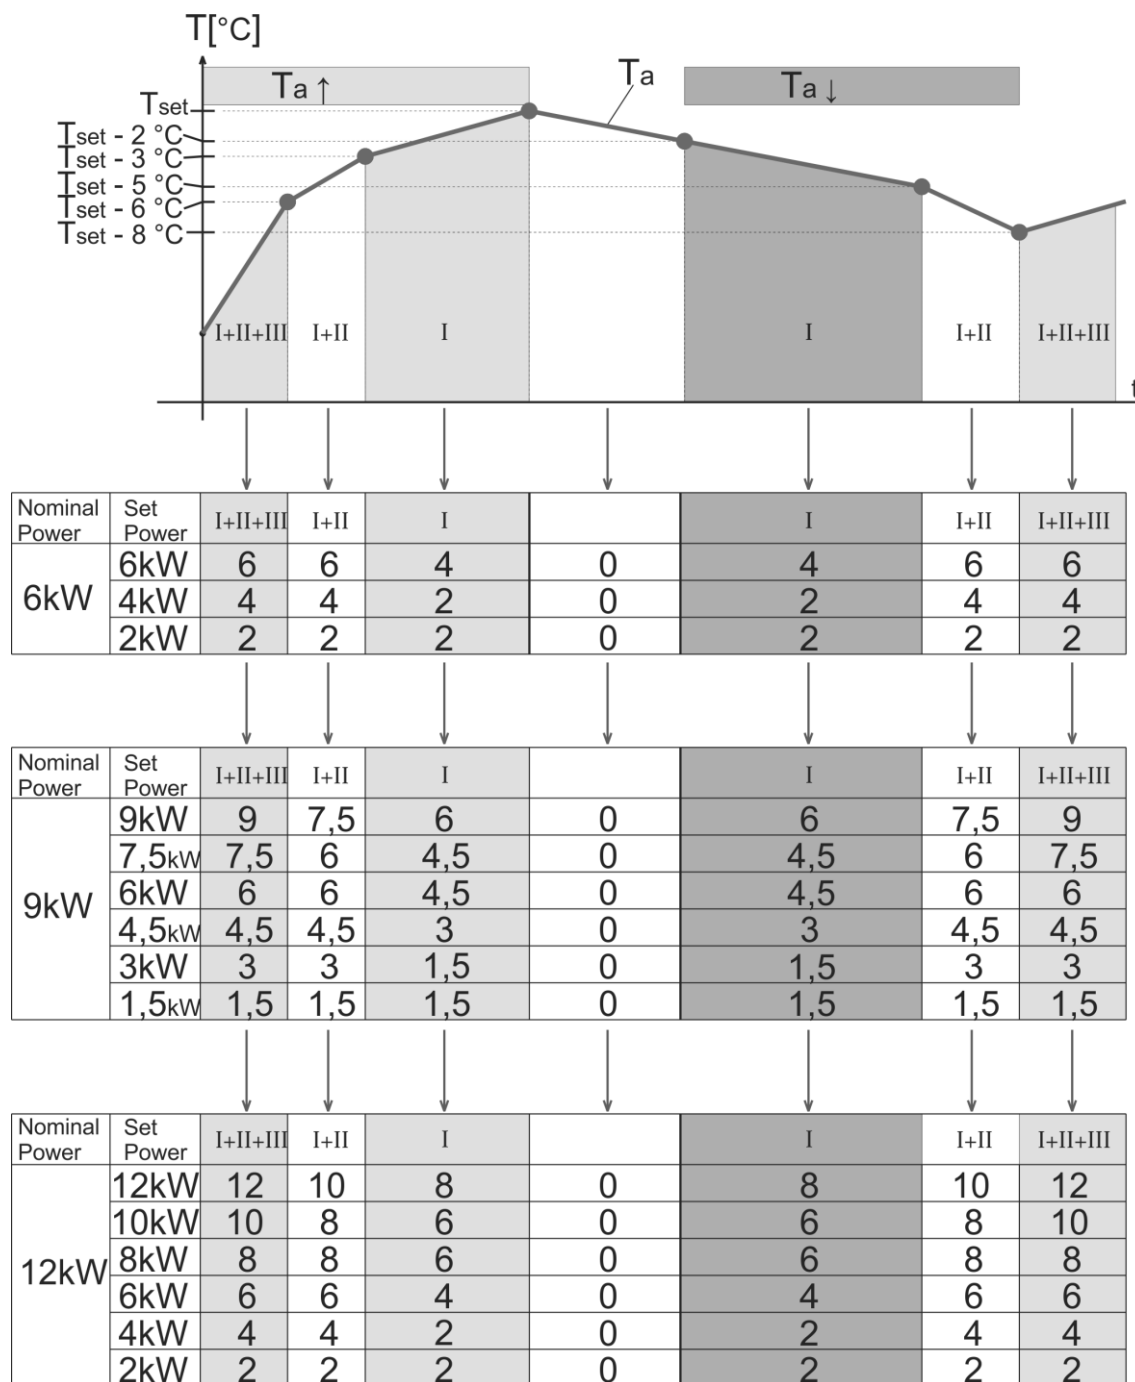 T[°C]
Ta ↑
Ta
Ta ↓
Tset
Tset - 2 °C
Tset - 3 °C
Tset - 5 °C
Tset - 6 °C
Tset - 8 °C
I+II+III I+II I I I+II I+II+III
t
Nominal Power Set Power I+II+III I+II I I I+II I+II+III
6kW
6kW 6 6 4 0 4 6 6
4kW 4 4 2 0 2 4 4
2kW 2 2 2 0 2 2 2
Nominal Power Set Power I+II+III I+II I I I+II I+II+III
9kW
9kW 9 7,5 6 0 6 7,5 9
7,5kW 7,5 6 4,5 0 4,5 6 7,5
6kW 6 6 4,5 0 4,5 6 6
4,5kW 4,5 4,5 3 0 3 4,5 4,5
3kW 3 3 1,5 0 1,5 3 3
1,5kW 1,5 1,5 1,5 0 1,5 1,5 1,5
Nominal Power Set Power I+II+III I+II I I I+II I+II+III
12kW
12kW 12 10 8 0 8 10 12
10kW 10 8 6 0 6 8 10
8kW 8 8 6 0 6 8 8
6kW 6 6 4 0 4 6 6
4kW 4 4 2 0 2 4 4
2kW 2 2 2 0 2 2 2